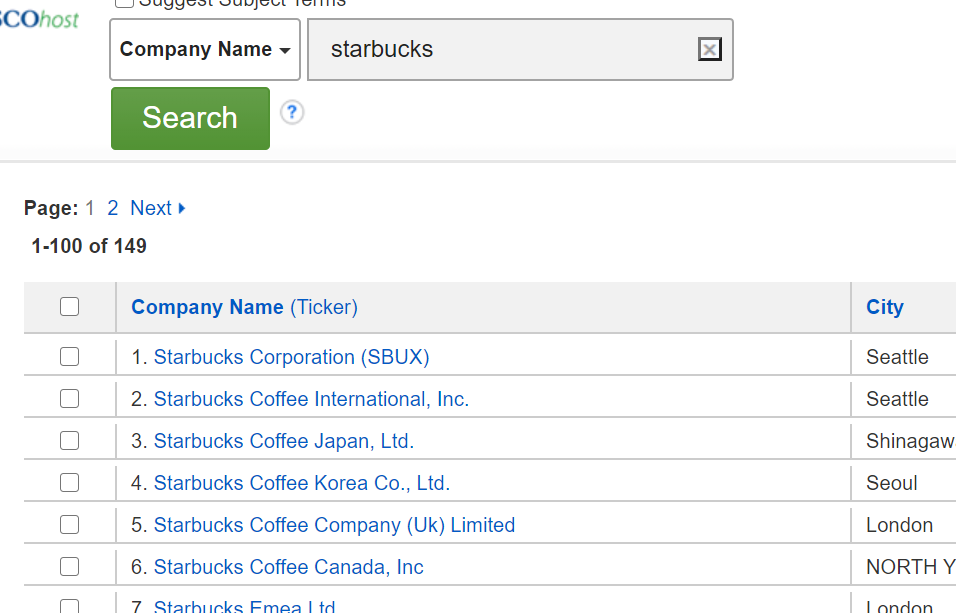 Suggest Subject Terms
SCOhost
Company Name
starbucks
Search
?
Page: 1 2 Next
1-100 of 149
Company Name (Ticker) City
1. Starbucks Corporation (SBUX) Seattle
2. Starbucks Coffee International, Inc. Seattle
3. Starbucks Coffee Japan, Ltd. Shinagaw
4. Starbucks Coffee Korea Co., Ltd. Seoul
5. Starbucks Coffee Company (Uk) Limited London
6. Starbucks Coffee Canada, Inc NORTH Y
7. Starbucks Emea Ltd London